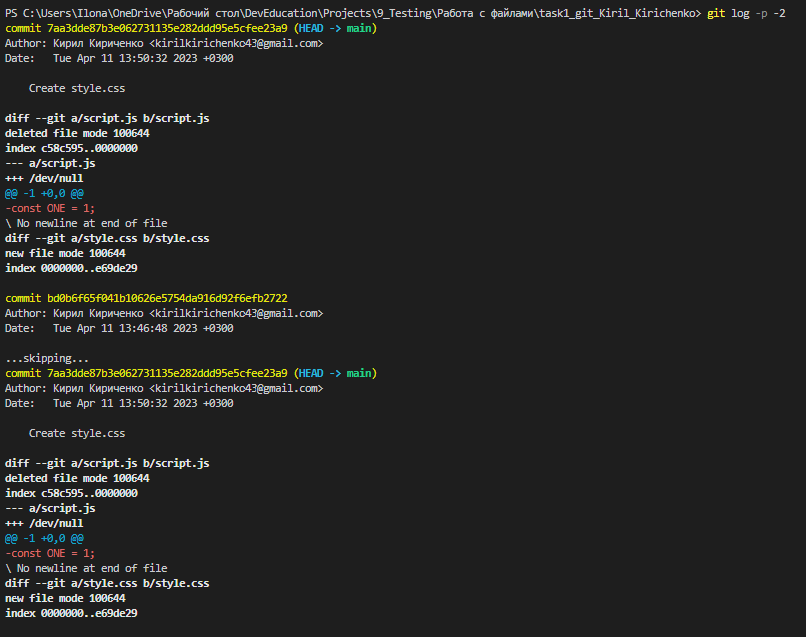 PS C:\Users\Ilona\OneDrive\Рабочий стол\DevEducation\Projects\9_Testing\Работа с файлами\task1_git_Kiril_Kirichenko> git log -p -2
commit 7aa3dde87b3e062731135e282ddd95e5cfee23a9 (HEAD -> main)
Author: Кирил Кириченко <kirilkirichenko43@gmail.com>
Date:   Tue Apr 11 13:50:32 2023 +0300

    Create style.css

diff --git a/script.js b/script.js
deleted file mode 100644
index c58c595..0000000
--- a/script.js
+++ /dev/null
@@ -1 +0,0 @@
-const ONE = 1;
\ No newline at end of file
diff --git a/style.css b/style.css
new file mode 100644
index 0000000..e69de29

commit bd0b6f65f041b10626e5754da916d92f6efb2722
Author: Кирил Кириченко <kirilkirichenko43@gmail.com>
Date:   Tue Apr 11 13:46:48 2023 +0300

...skipping...
commit 7aa3dde87b3e062731135e282ddd95e5cfee23a9 (HEAD -> main)
Author: Кирил Кириченко <kirilkirichenko43@gmail.com>
Date:   Tue Apr 11 13:50:32 2023 +0300

    Create style.css

diff --git a/script.js b/script.js
deleted file mode 100644
index c58c595..0000000
--- a/script.js
+++ /dev/null
@@ -1 +0,0 @@
-const ONE = 1;
\ No newline at end of file
diff --git a/style.css b/style.css
new file mode 100644
index 0000000..e69de29